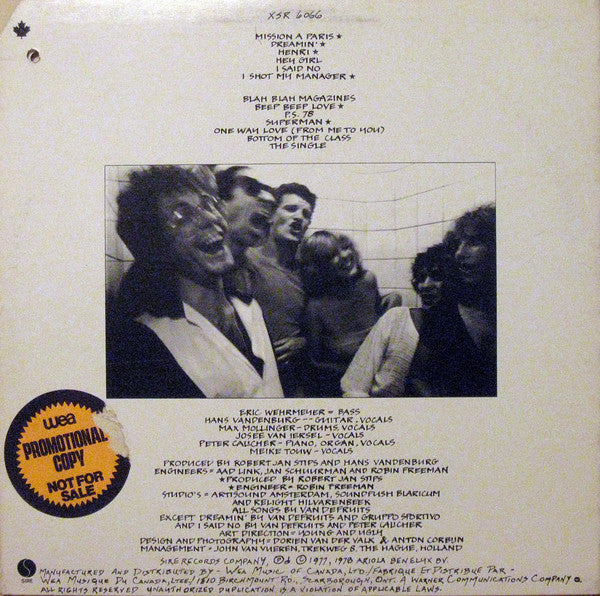 XSR 6066
MISSION A PARIS ★
DREAMIN' ★
HENRI ★
HEY GIRL
I SAID NO
I SHOT MY MANAGER ★
BLAH BLAH MAGAZINES
BEEP BEEP LOVE ★
P.S. 78
SUPERMAN ★
ONE WAY LOVE (FROM ME TO YOU)
BOTTOM OF THE CLASS
THE SINGLE
ERIC WEHRMEYER = BASS
HANS VANDENBURG -- GUITAR, VOCALS
MAX MOLLINGER - DRUMS, VOCALS
JOSEE VAN IERSEL - VOCALS
PETER CALICHER - PIANO, ORGAN, VOCALS
MEIKE TOUW - VOCALS
wea
PROMOTIONAL
COPY
NOT FOR
SALE
PRODUCED BY ROBERT JAN STIPS AND HANS VANDENBURG
ENGINEERS = AAD LINK, JAN SCHUURMAN AND ROBIN FREEMAN
★ PRODUCED BY ROBERT JAN STIPS
★ ENGINEER = ROBIN FREEMAN
STUDIO'S = ARTISOUND AMSTERDAM, SOUNDPUSH BLARICUM
AND RELIGHT HILVARENBEEK
ALL SONGS BY VAN DEFRUITS
EXCEPT DREAMIN' BY VAN DEFRUITS AND GRUPPO SPORTIVO
AND I SAID NO BY VAN DEFRUITS AND PETER CALICHER
ART DIRECTION = YOUNG AND UGLY
DESIGN AND PHOTOGRAPHY = DORIEN VAN DER VALK & ANTON CORBIJN
MANAGEMENT - JOHN VAN VUEREN, TREKWEG 8, THE HAGUE, HOLLAND
SIRE RECORDS COMPANY, ℗ & © 1977, 1978 ARIOLA BENELUX BV.
SIRE
MANUFACTURED AND DISTRIBUTED BY - WEA MUSIC OF CANADA, LTD./FABRIQUE ET DISTRIBUE PAR -
WEA MUSIQUE DU CANADA, LTEE./1810 BIRCHMOUNT RD., SCARBOROUGH, ONT. A WARNER COMMUNICATIONS COMPANY
ALL RIGHTS RESERVED UNAUTHORIZED DUPLICATION IS A VIOLATION OF APPLICABLE LAWS.